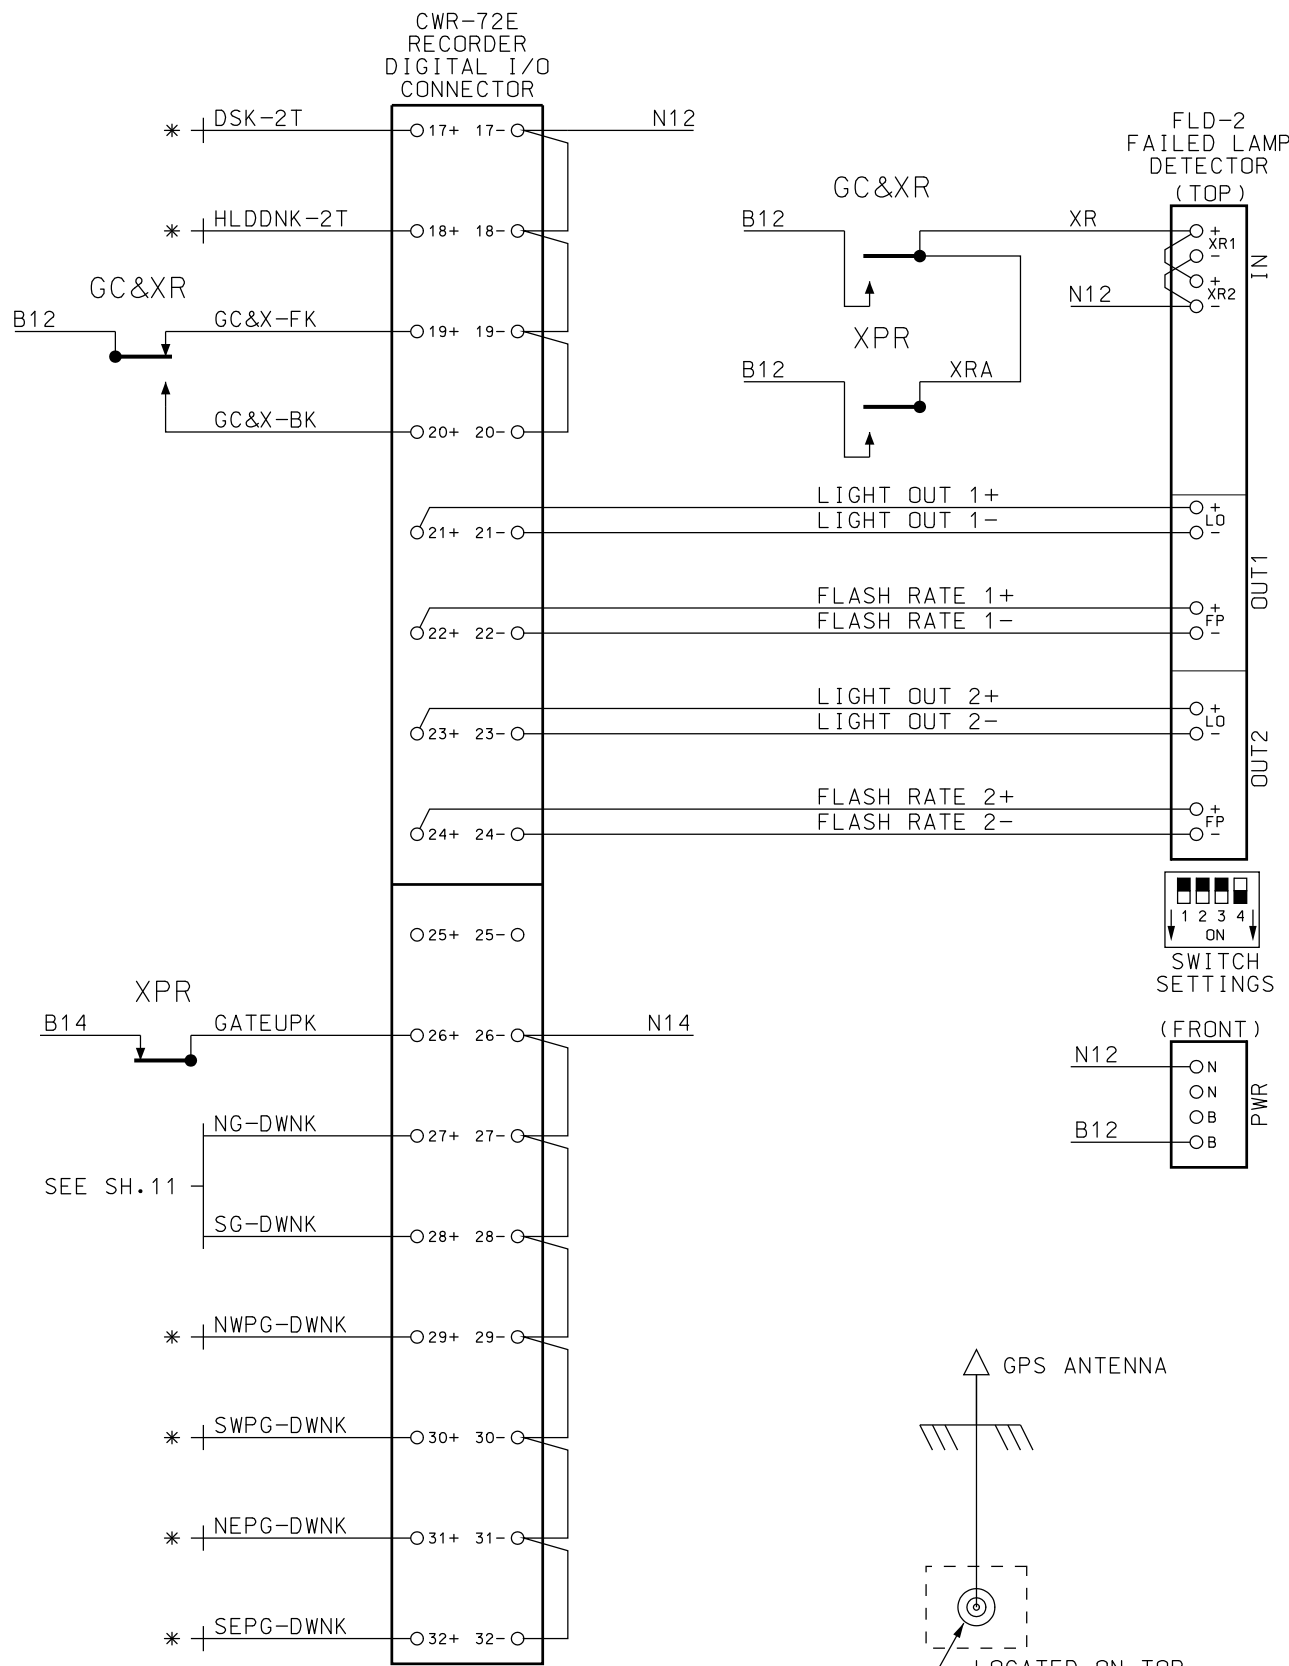 CWR-72E
RECORDER
DIGITAL I/O
CONNECTOR
* DSK-2T 17+ 17- N12
* HLDDNK-2T 18+ 18-
GC&XR
B12 GC&X-FK 19+ 19-
GC&X-BK 20+ 20-
21+ 21-
22+ 22-
23+ 23-
24+ 24-
25+ 25-
XPR
B14 GATEUPK 26+ 26- N14
NG-DWNK 27+ 27-
SEE SH.11
SG-DWNK 28+ 28-
* NWPG-DWNK 29+ 29-
* SWPG-DWNK 30+ 30-
* NEPG-DWNK 31+ 31-
* SEPG-DWNK 32+ 32-
GC&XR
B12 XR
N12
XPR
B12 XRA
LIGHT OUT 1+
LIGHT OUT 1-
FLASH RATE 1+
FLASH RATE 1-
LIGHT OUT 2+
LIGHT OUT 2-
FLASH RATE 2+
FLASH RATE 2-
FLD-2
FAILED LAMP
DETECTOR
(TOP)
+
XR1
-
+
XR2
-
IN
+
LO
-
+
FP
-
OUT1
+
LO
-
+
FP
-
OUT2
1 2 3 4
ON
SWITCH
SETTINGS
(FRONT)
N12 N
N
B
B12 B
PWR
GPS ANTENNA
LOCATED ON TOP